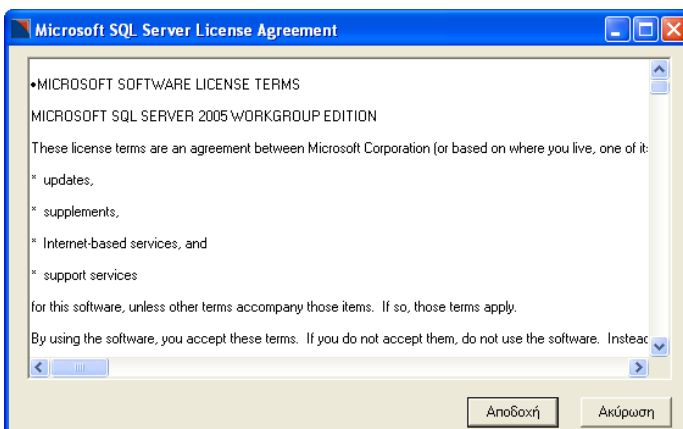 Microsoft SQL Server License Agreement
•MICROSOFT SOFTWARE LICENSE TERMS
MICROSOFT SQL SERVER 2005 WORKGROUP EDITION
These license terms are an agreement between Microsoft Corporation (or based on where you live, one of it
* updates,
* supplements,
* Internet-based services, and
* support services
for this software, unless other terms accompany those items.  If so, those terms apply.
By using the software, you accept these terms.  If you do not accept them, do not use the software.  Instead
Αποδοχή Ακύρωση